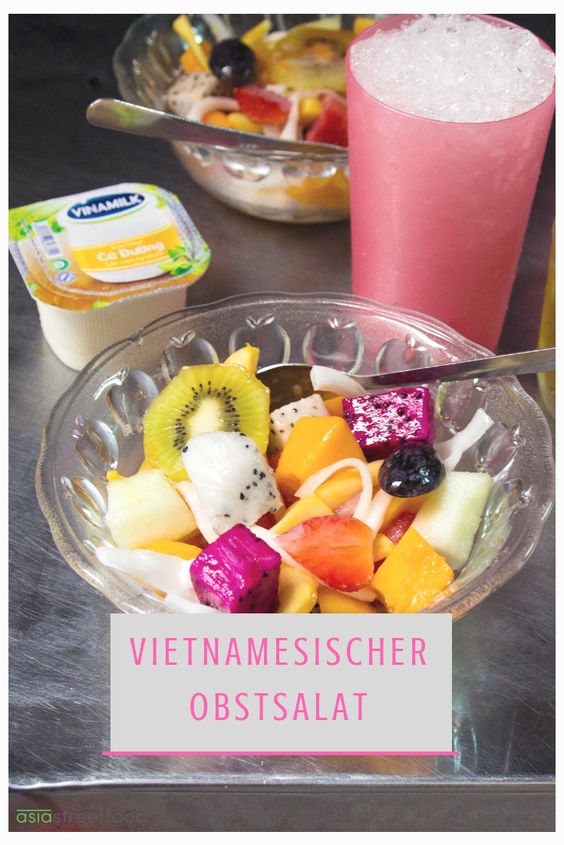 VINAMILK
Có Đường
VIETNAMESISCHER
OBSTSALAT
asiastreetfood